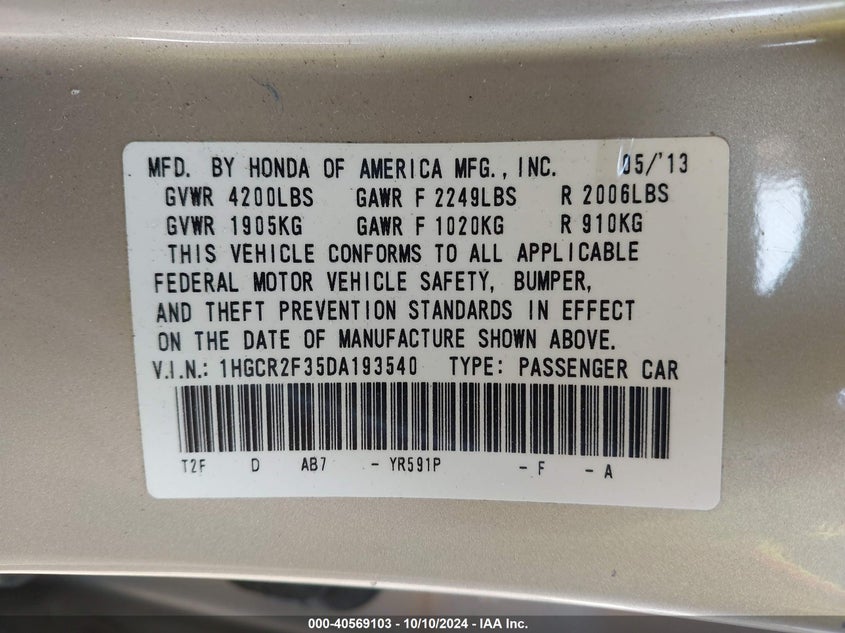 MFD. BY HONDA OF AMERICA MFG., INC. 05/'13
GVWR 4200LBS GAWR F 2249LBS R 2006LBS
GVWR 1905KG GAWR F 1020KG R 910KG
THIS VEHICLE CONFORMS TO ALL APPLICABLE
FEDERAL MOTOR VEHICLE SAFETY, BUMPER,
AND THEFT PREVENTION STANDARDS IN EFFECT
ON THE DATE OF MANUFACTURE SHOWN ABOVE.
V.I.N.: 1HGCR2F35DA193540 TYPE: PASSENGER CAR
T2F D AB7 - YR591P - F - A
000-40569103 - 10/10/2024 - IAA Inc.